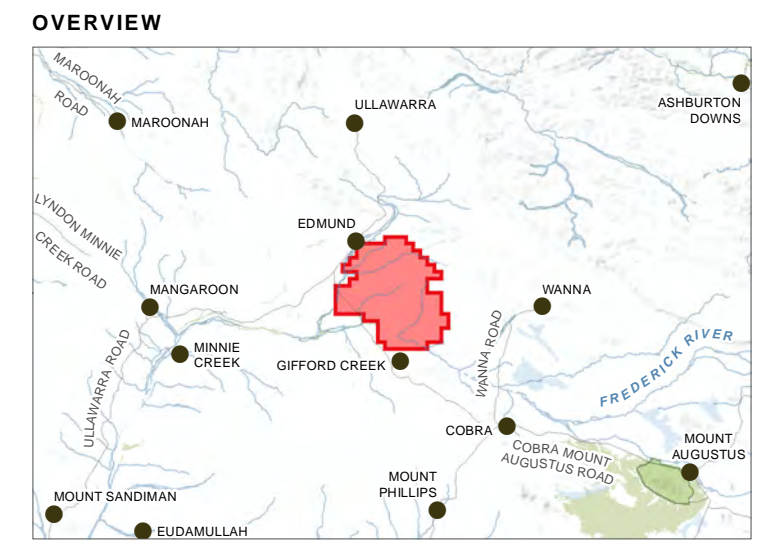 OVERVIEW
MAROONAH
ROAD
MAROONAH
ULLAWARRA
ASHBURTON
DOWNS
LYNDON MINNIE
CREEK ROAD
EDMUND
MANGAROON
WANNA
MINNIE
CREEK
GIFFORD CREEK
WANNA ROAD
FREDERICK RIVER
ULLAWARRA ROAD
COBRA
COBRA MOUNT
AUGUSTUS ROAD
MOUNT
AUGUSTUS
MOUNT
PHILLIPS
MOUNT SANDIMAN
EUDAMULLAH